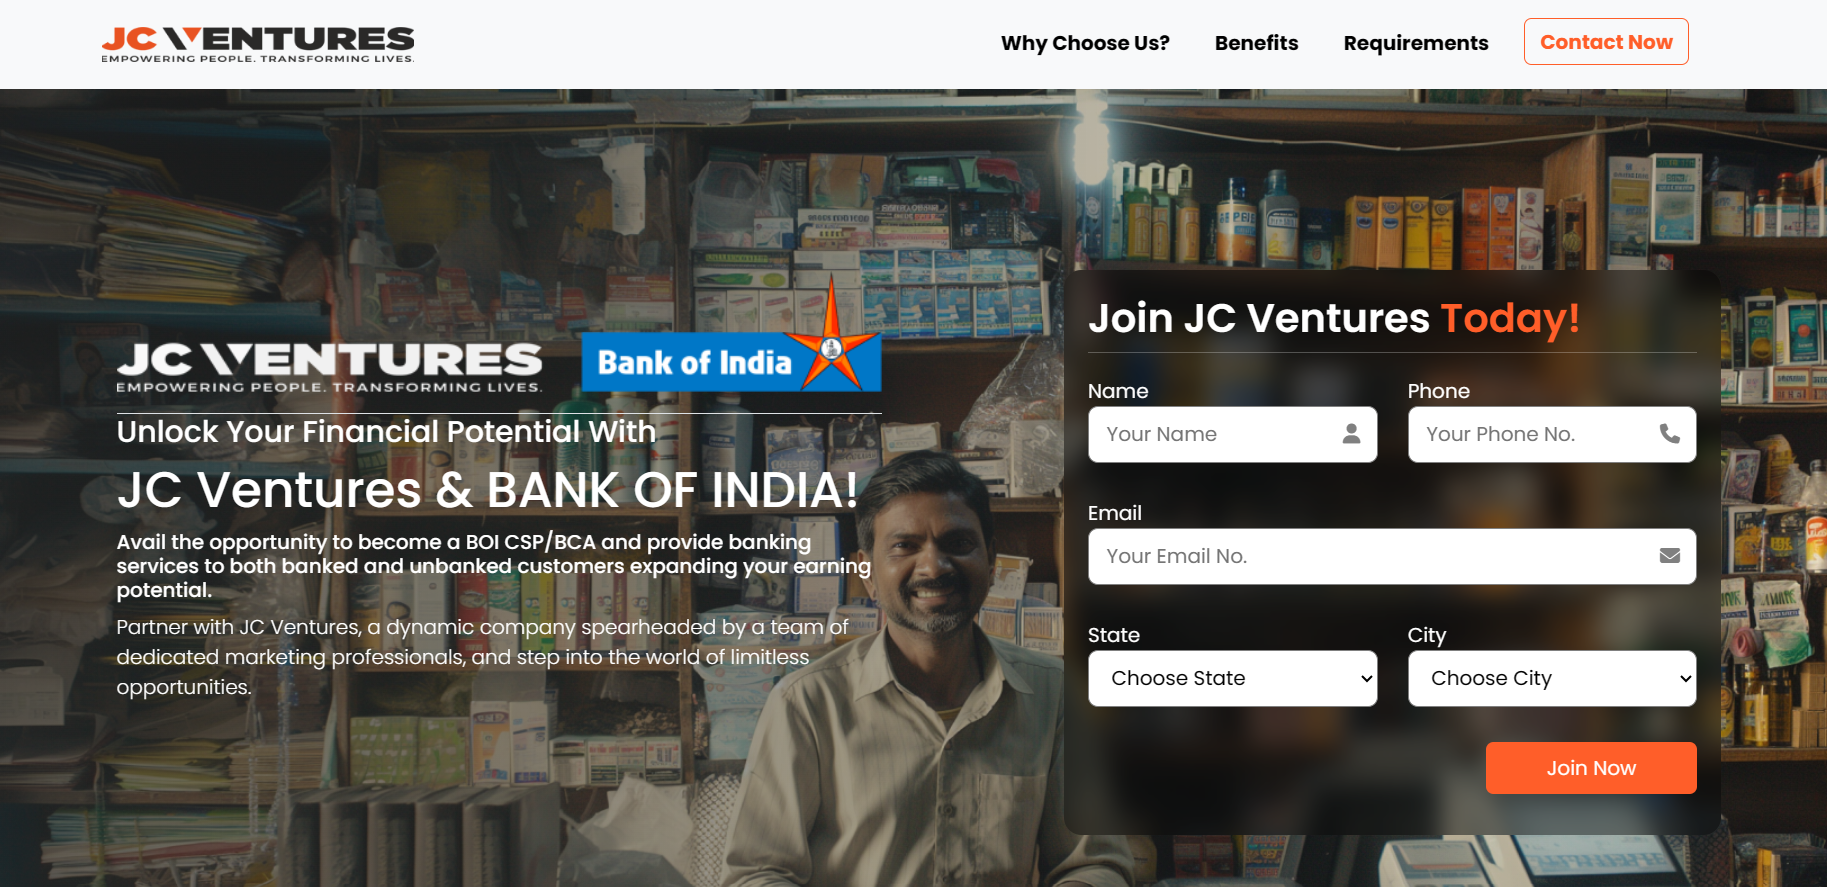 JC VENTURES
EMPOWERING PEOPLE. TRANSFORMING LIVES.
Why Choose Us?
Benefits
Requirements
Contact Now
JC VENTURES
EMPOWERING PEOPLE. TRANSFORMING LIVES.
Bank of India
Unlock Your Financial Potential With
JC Ventures & BANK OF INDIA!
Avail the opportunity to become a BOI CSP/BCA and provide banking
services to both banked and unbanked customers expanding your earning
potential.
Partner with JC Ventures, a dynamic company spearheaded by a team of
dedicated marketing professionals, and step into the world of limitless
opportunities.
Join JC Ventures Today!
Name
Phone
Your Name
Your Phone No.
Email
Your Email No.
State
City
Choose State
Choose City
Join Now